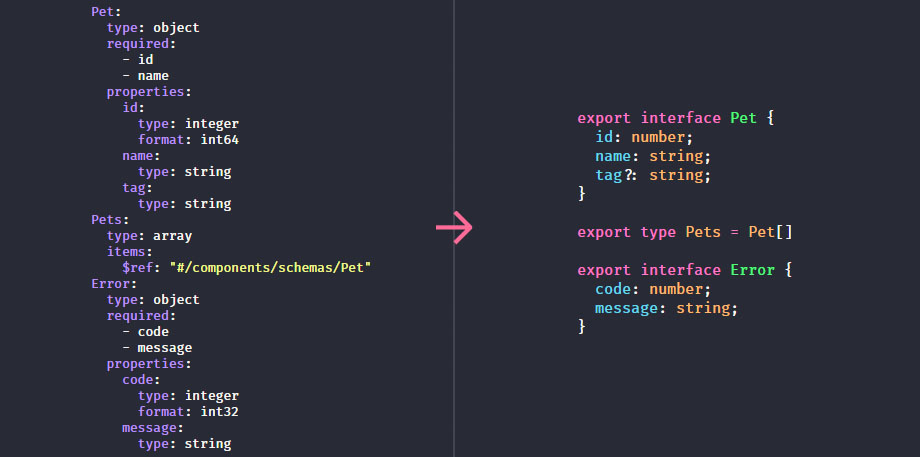 Pet:
  type: object
  required:
    - id
    - name
  properties:
    id:
      type: integer
      format: int64
    name:
      type: string
    tag:
      type: string
Pets:
  type: array
  items:
    $ref: "#/components/schemas/Pet"
Error:
  type: object
  required:
    - code
    - message
  properties:
    code:
      type: integer
      format: int32
    message:
      type: string
export interface Pet {
  id: number;
  name: string;
  tag?: string;
}

export type Pets = Pet[]

export interface Error {
  code: number;
  message: string;
}